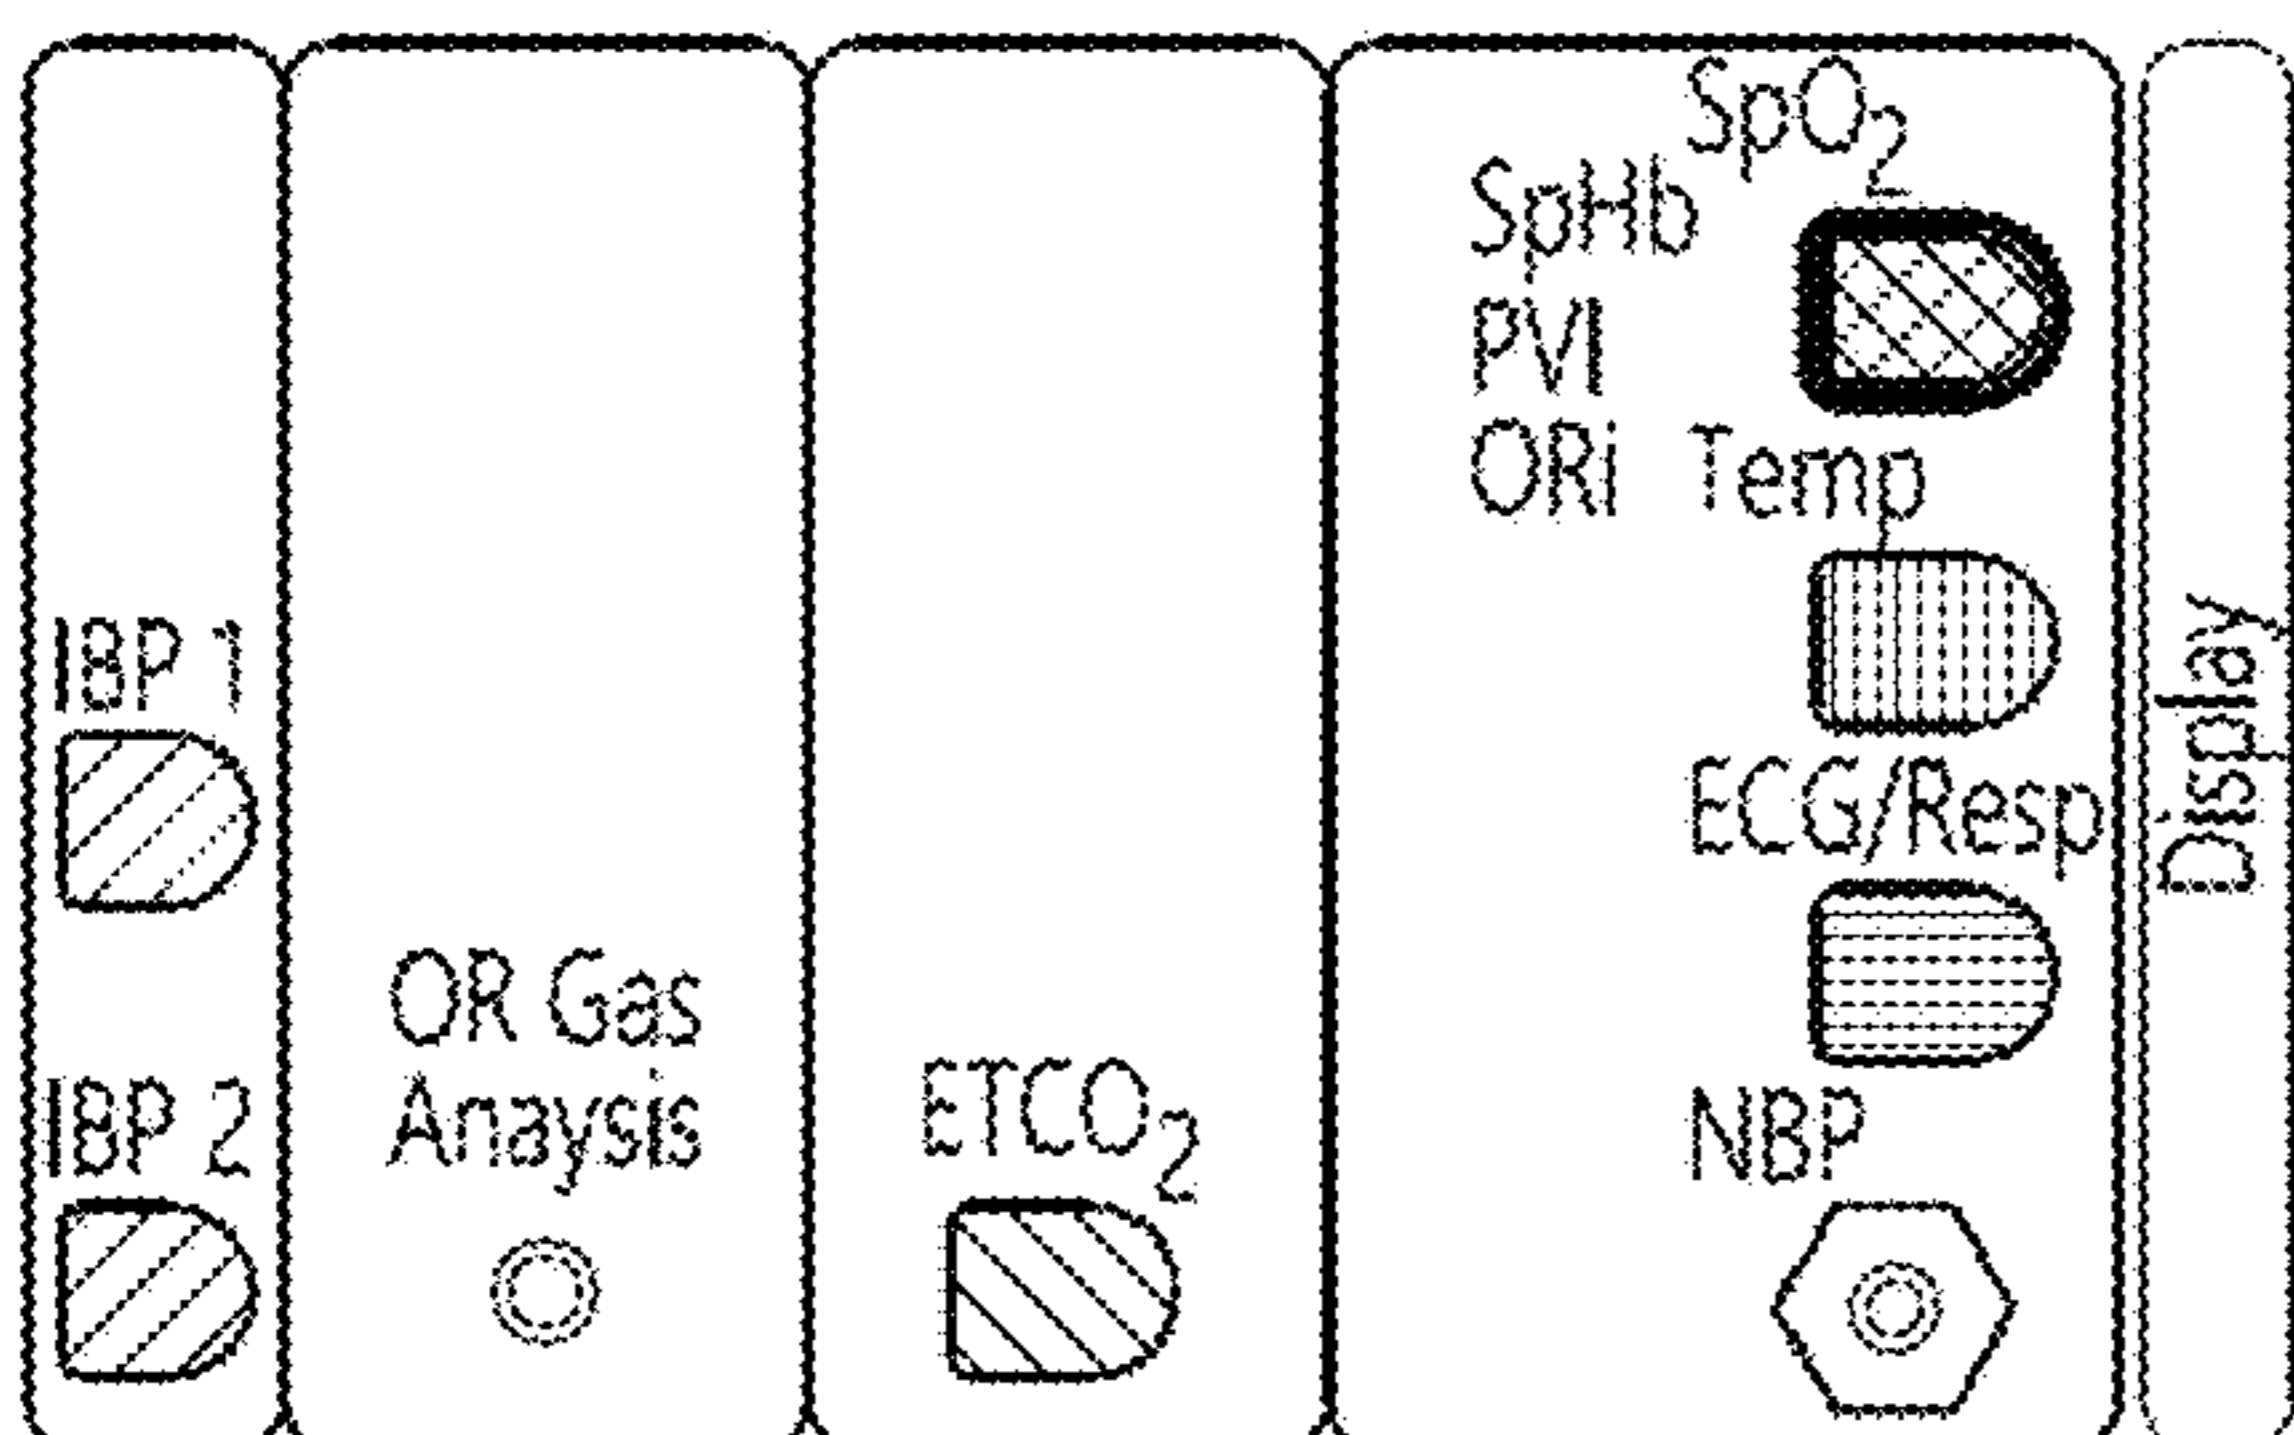 IBP 1
IBP 2
OR Gas
Anaysis
ETCO₂
SpO₂
SpHb
PVI
ORi
Temp
ECG/Resp
NBP
Display